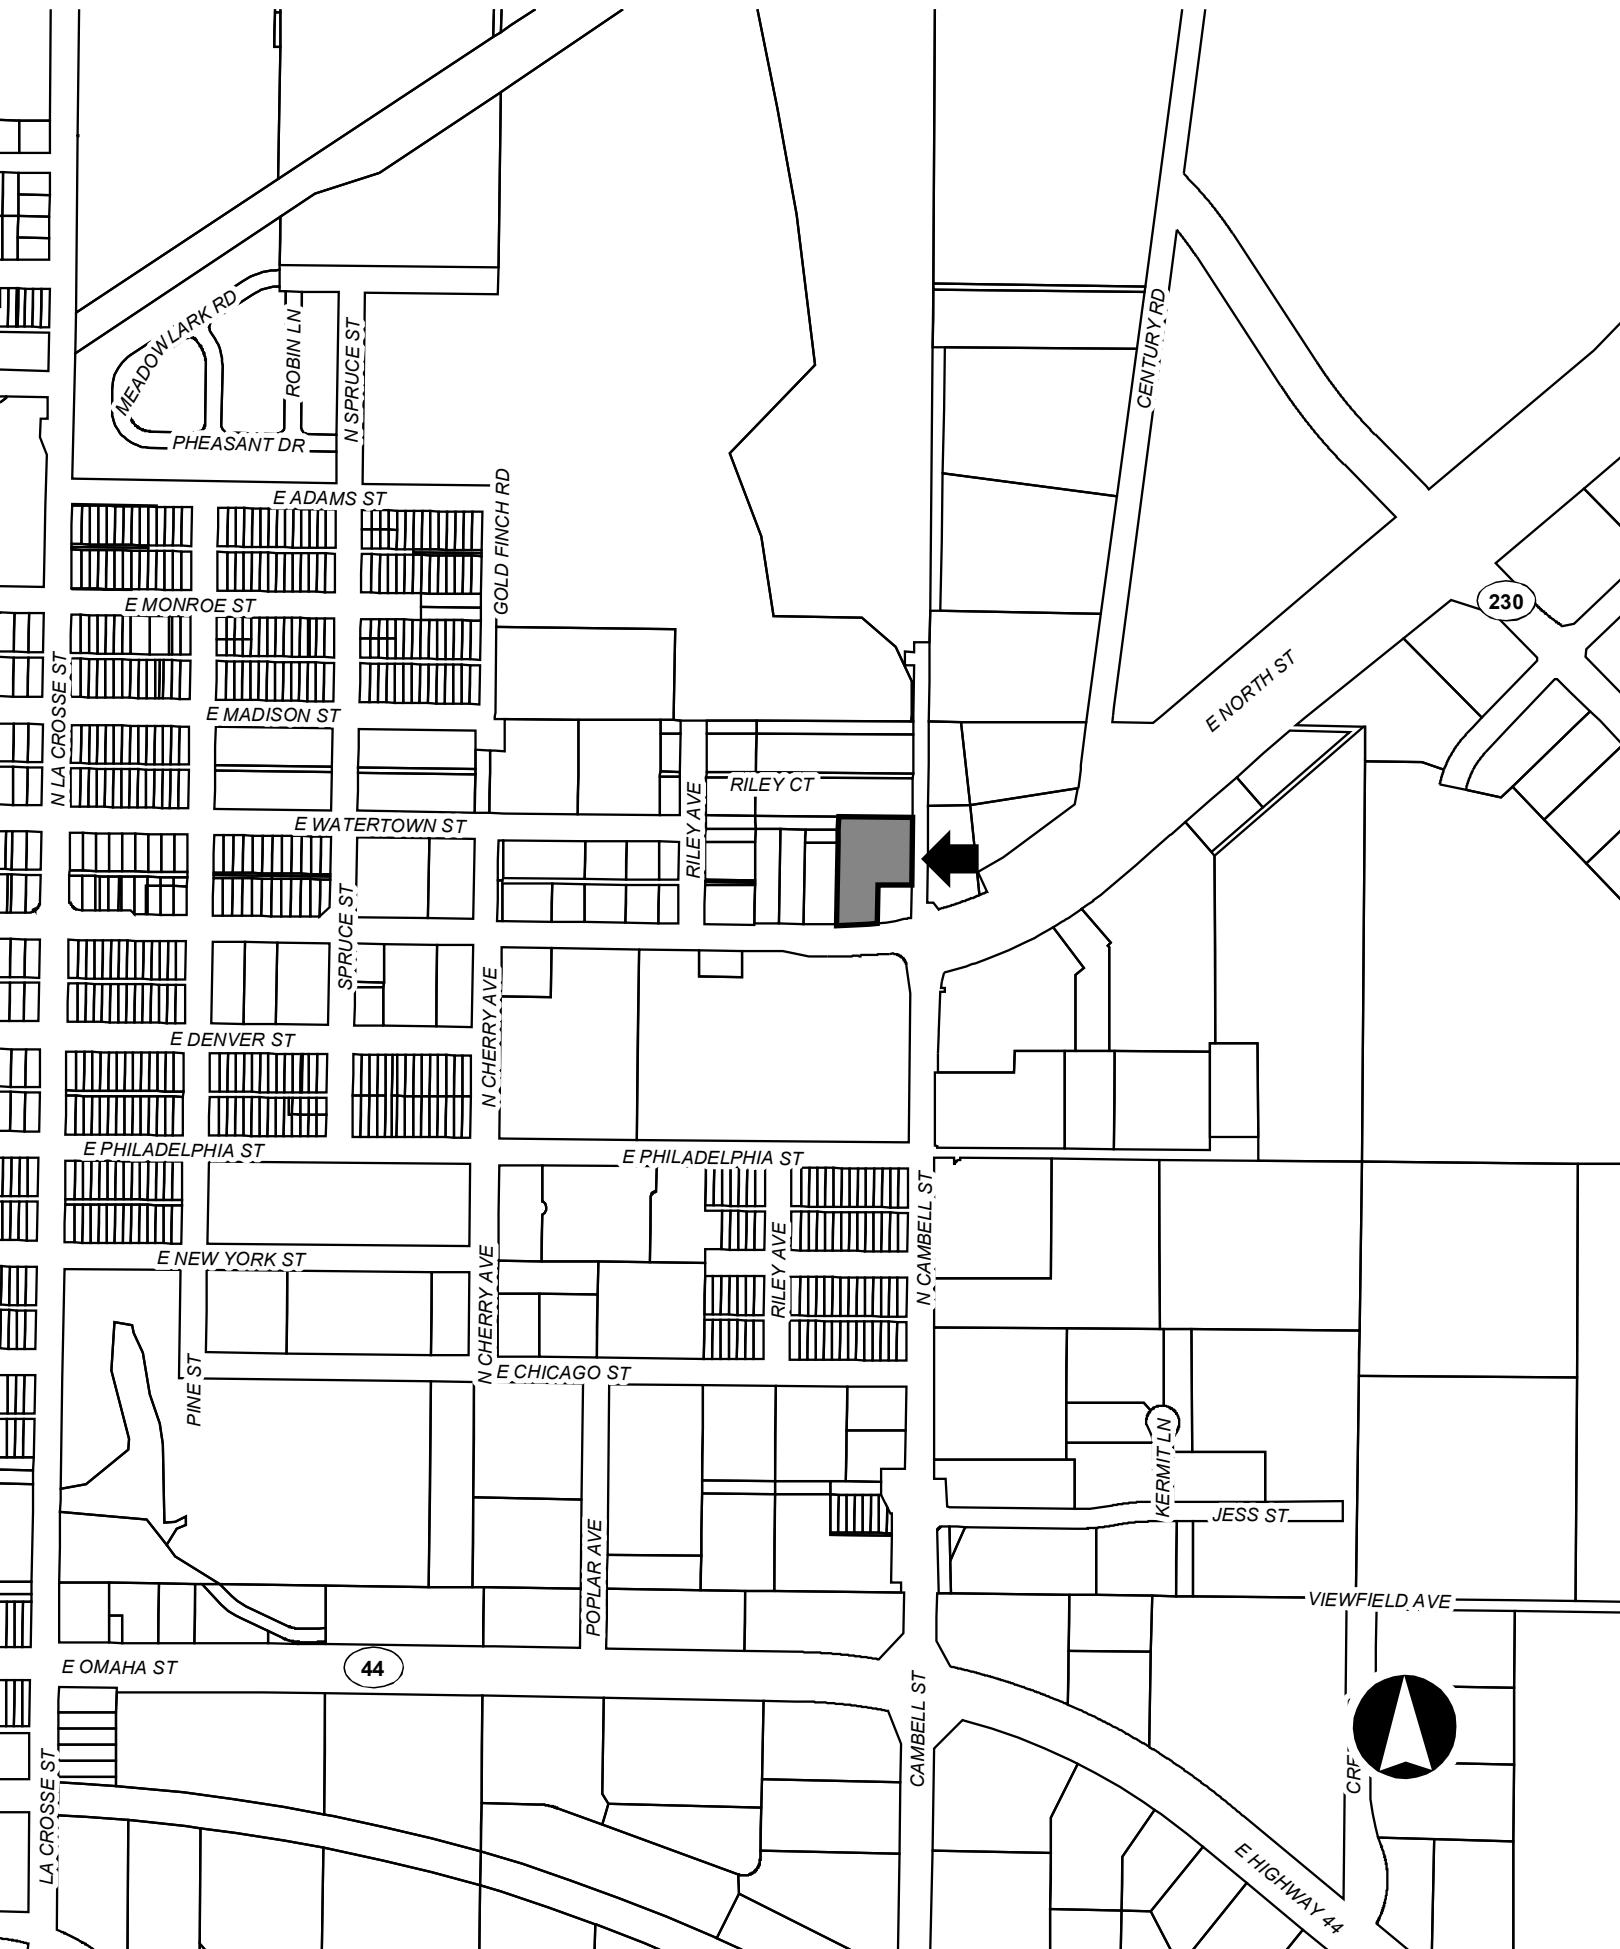 MEADOWLARK RD
ROBIN LN
N SPRUCE ST
CENTURY RD
PHEASANT DR
E ADAMS ST
GOLD FINCH RD
E MONROE ST
230
N LA CROSSE ST
E NORTH ST
E MADISON ST
RILEY CT
RILEY AVE
E WATERTOWN ST
SPRUCE ST
N CHERRY AVE
E DENVER ST
E PHILADELPHIA ST
E PHILADELPHIA ST
N CAMBELL ST
RILEY AVE
E NEW YORK ST
N CHERRY AVE
PINE ST
E CHICAGO ST
KERMIT LN
JESS ST
POPLAR AVE
VIEWFIELD AVE
E OMAHA ST
44
CAMBELL ST
LA CROSSE ST
E HIGHWAY 44